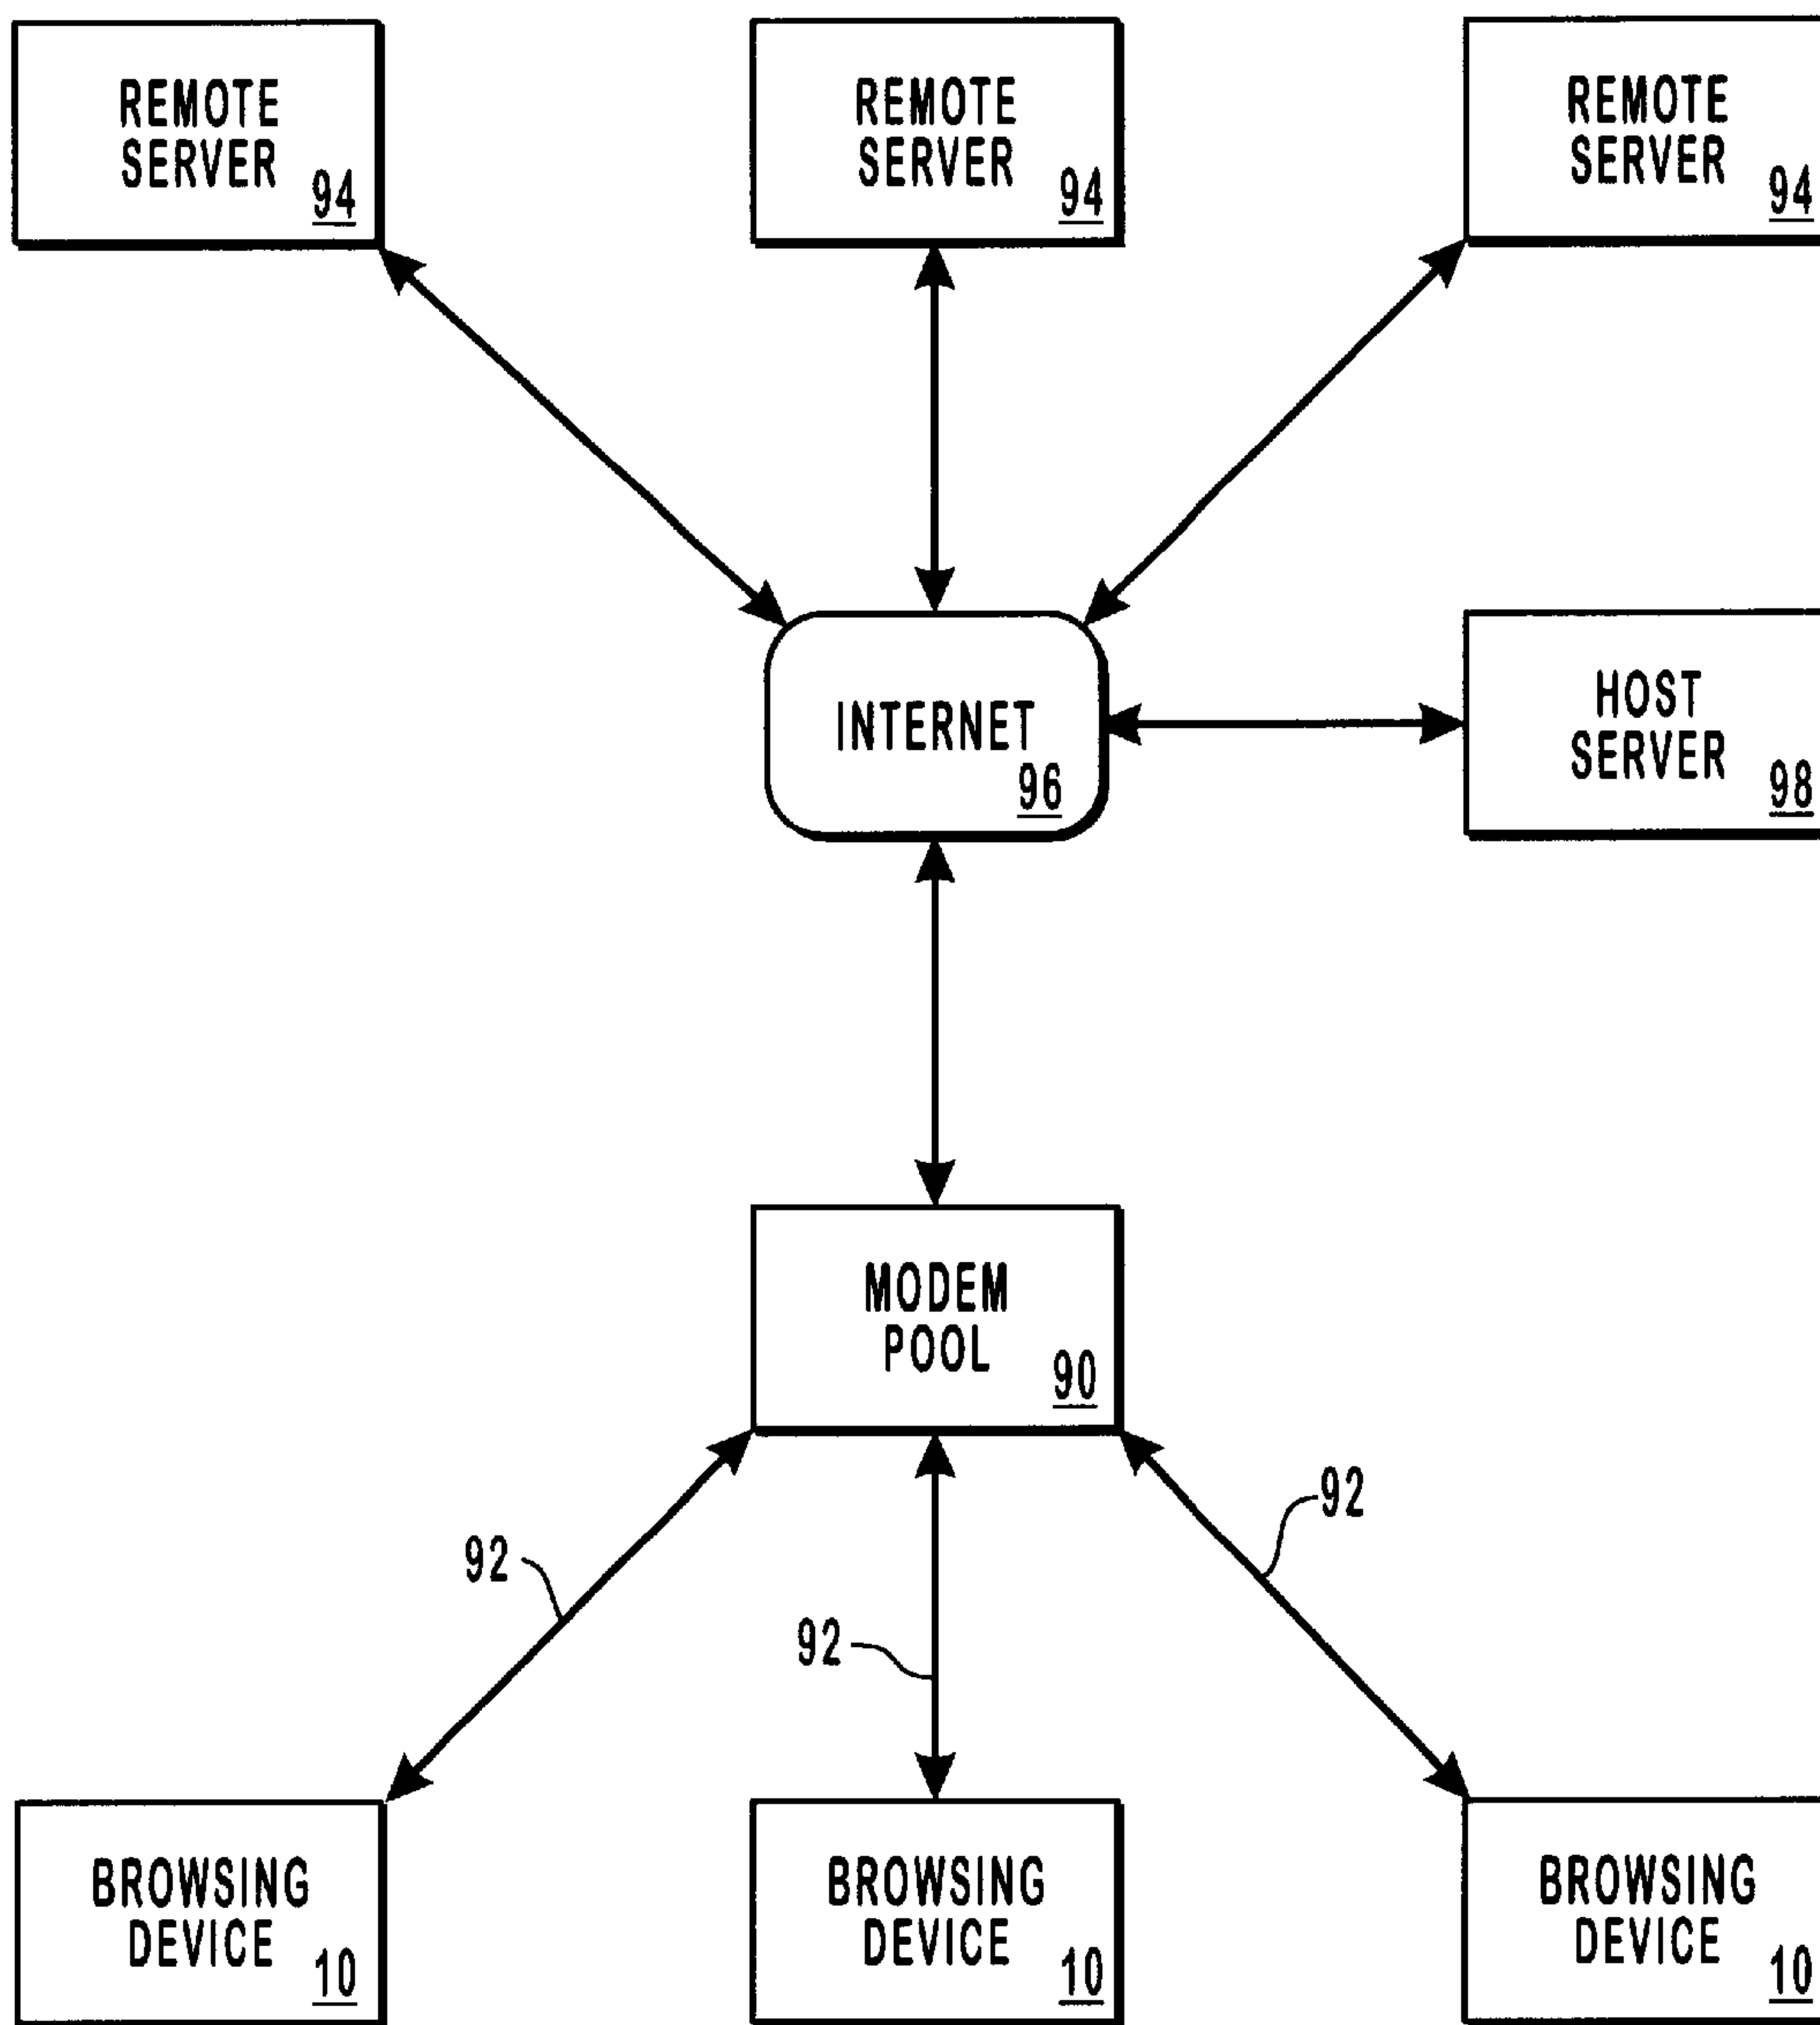 REMOTE
SERVER
94
REMOTE
SERVER
94
REMOTE
SERVER
94
INTERNET
96
HOST
SERVER
98
MODEM
POOL
90
92
92
92
BROWSING
DEVICE
10
BROWSING
DEVICE
10
BROWSING
DEVICE
10